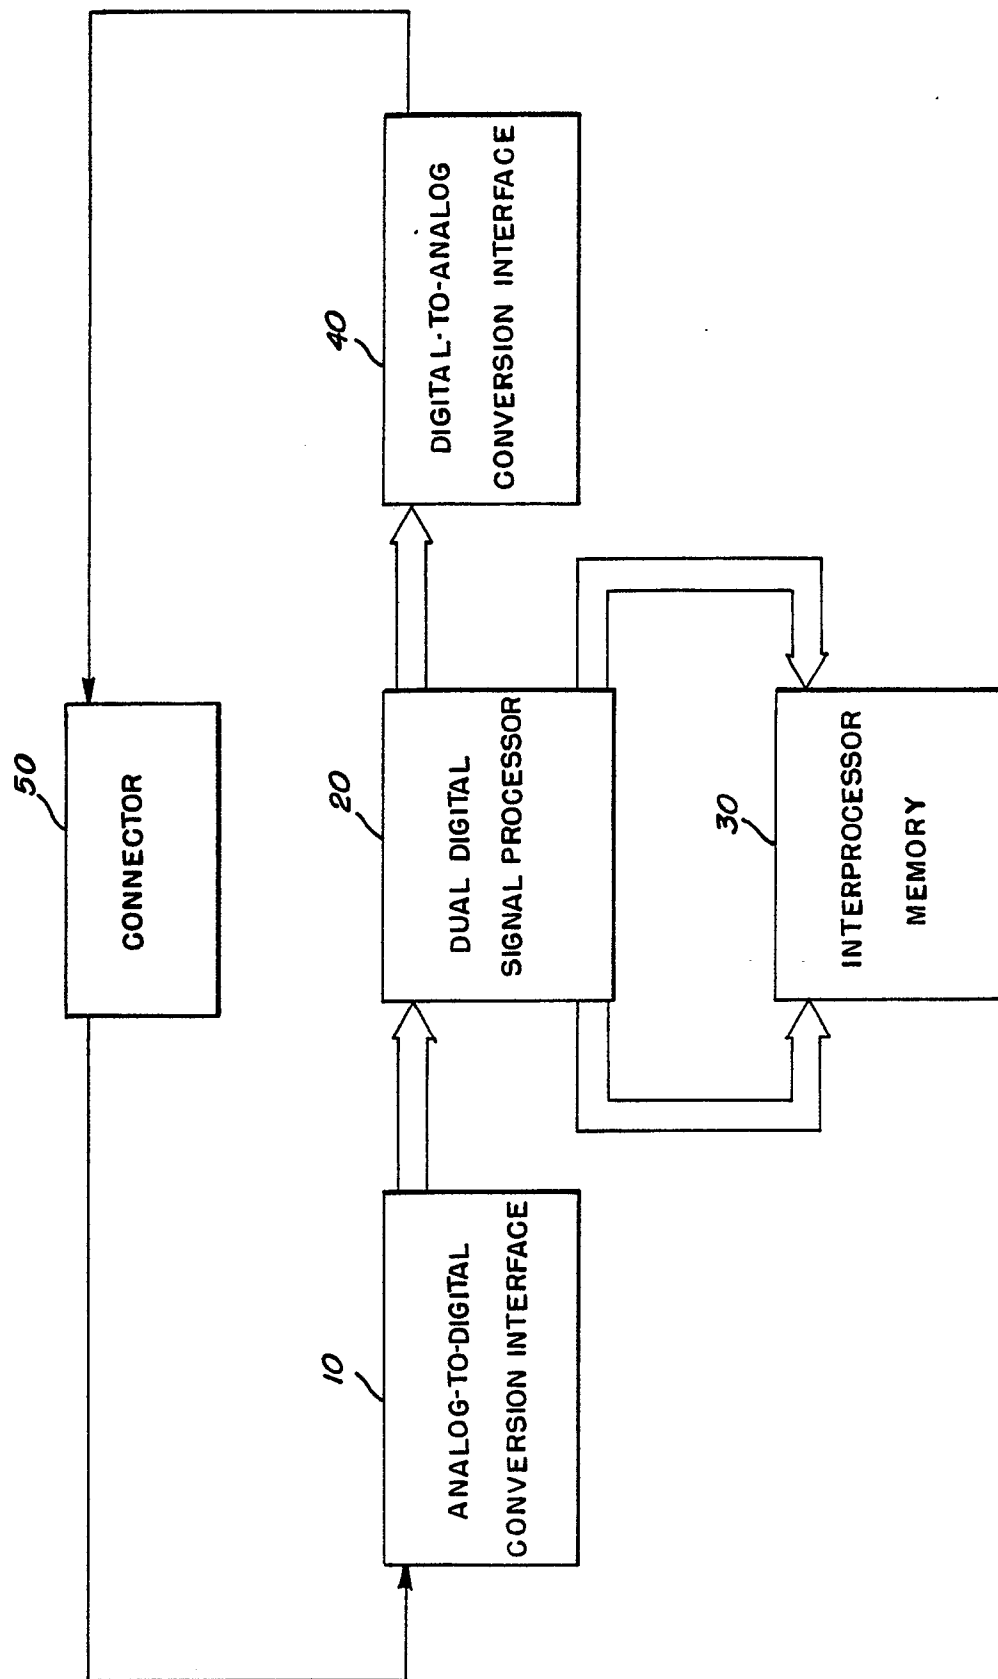 50
CONNECTOR
10
ANALOG-TO-DIGITAL
CONVERSION INTERFACE
20
DUAL DIGITAL
SIGNAL PROCESSOR
40
DIGITAL-TO-ANALOG
CONVERSION INTERFACE
30
INTERPROCESSOR
MEMORY